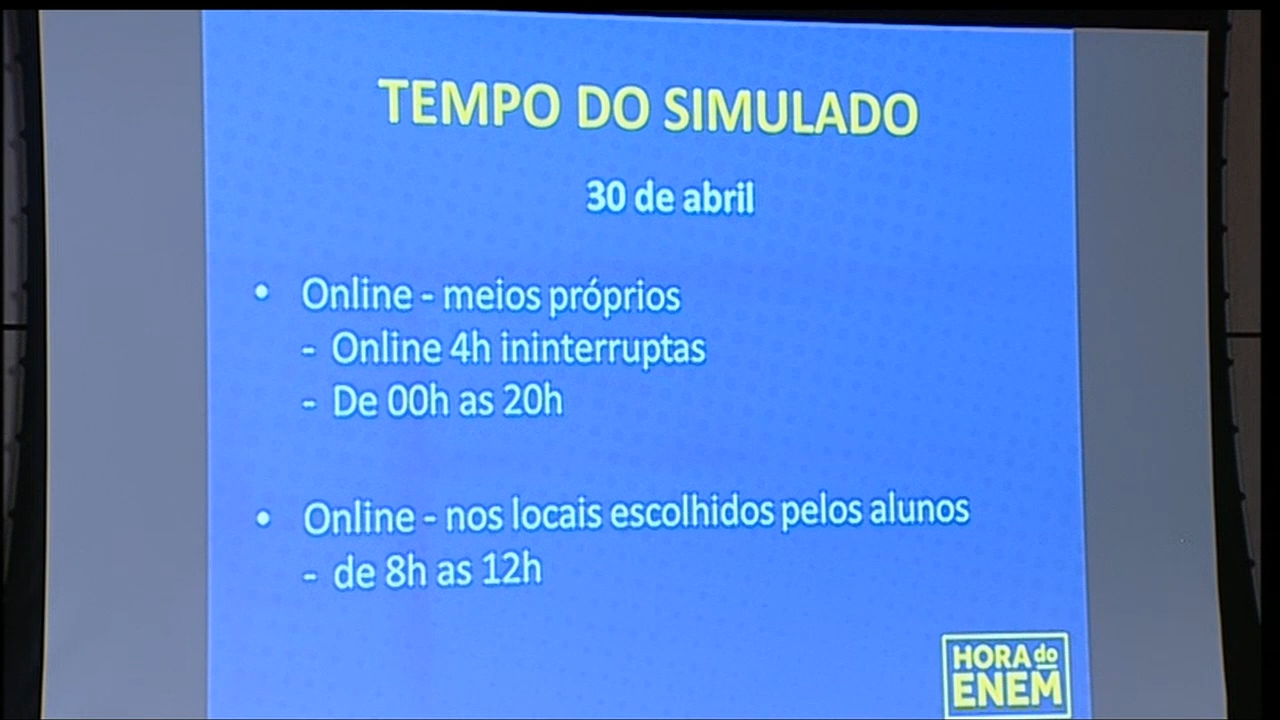 TEMPO DO SIMULADO
30 de abril
• Online - meios próprios
- Online 4h ininterruptas
- De 00h as 20h
• Online - nos locais escolhidos pelos alunos
- de 8h as 12h
HORA do
ENEM